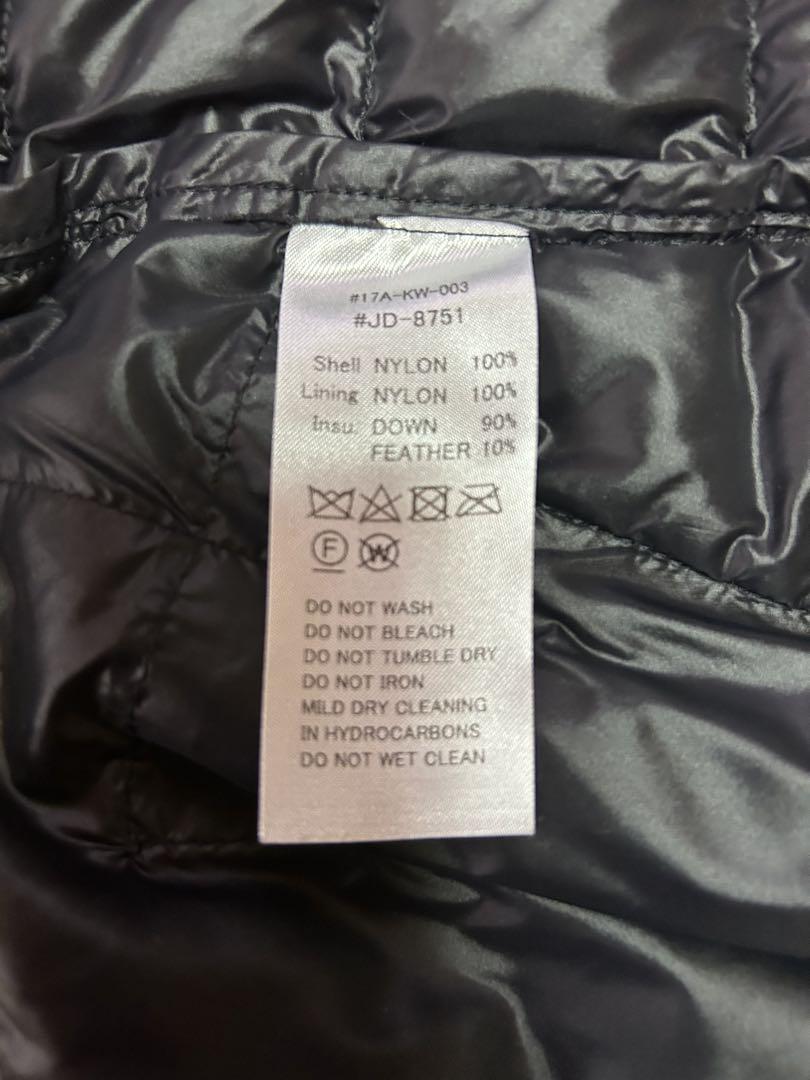 #17A-KW-003
#JD-8751
Shell NYLON 100%
Lining NYLON 100%
Insu. DOWN 90%
FEATHER 10%
F W
DO NOT WASH
DO NOT BLEACH
DO NOT TUMBLE DRY
DO NOT IRON
MILD DRY CLEANING
IN HYDROCARBONS
DO NOT WET CLEAN